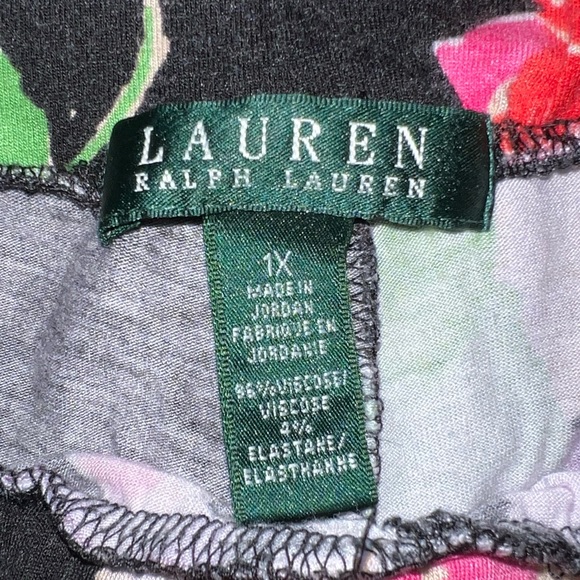 LAUREN
RALPH LAUREN
1X
MADE IN
JORDAN
FABRIQUE EN
JORDANIE
96% VISCOSE/
VISCOSE
4%
ELASTANE/
ELASTHANNE